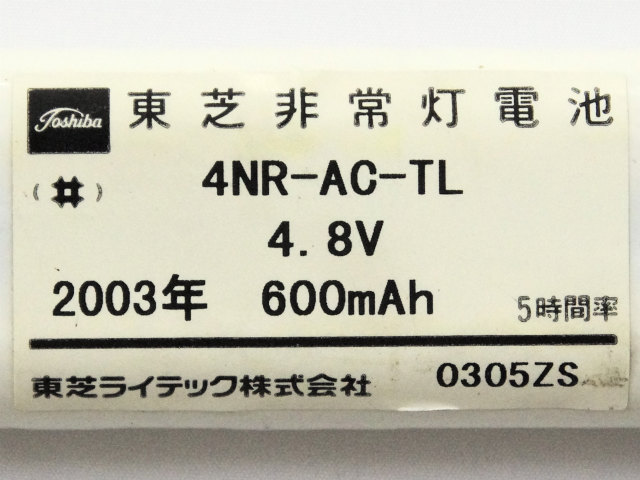 Toshiba 東芝非常灯電池
(井) 4NR-AC-TL
4.8V
2003年 600mAh 5時間率
東芝ライテック株式会社 0305ZS